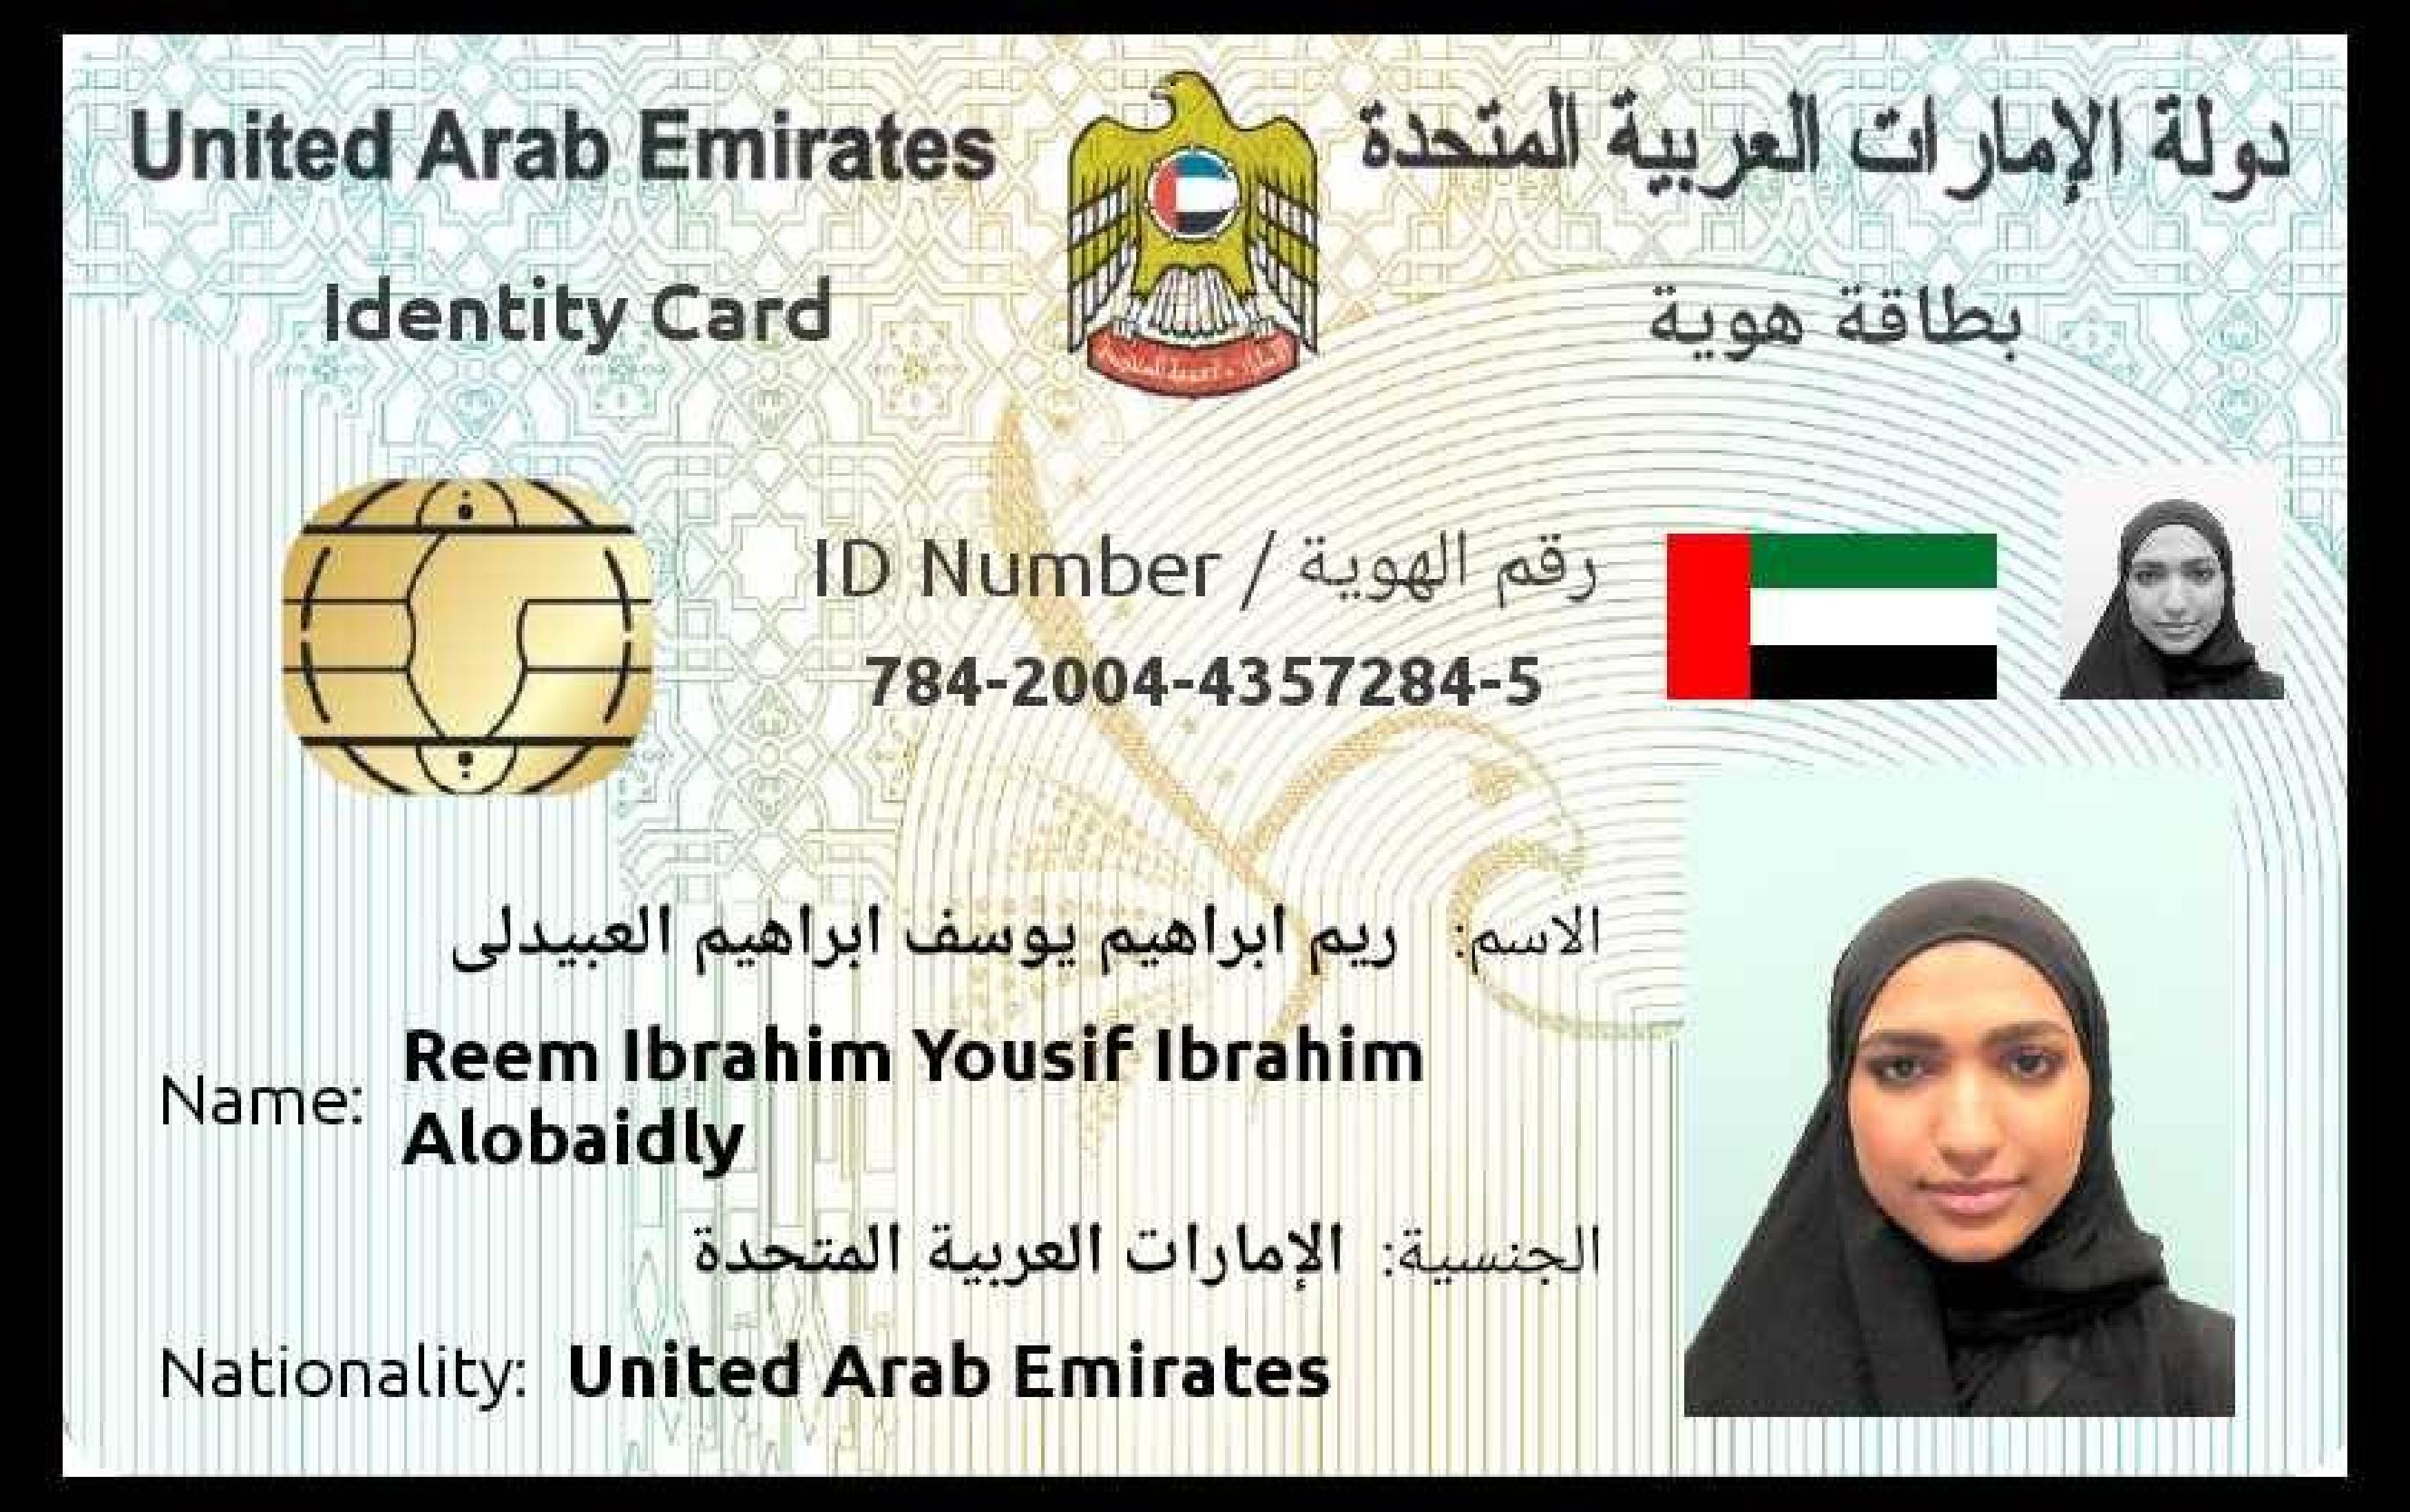 United Arab Emirates
دولة الإمارات العربية المتحدة
Identity Card
بطاقة هوية
ID Number / رقم الهوية
784-2004-4357284-5
الاسم: ريم ابراهيم يوسف ابراهيم العبيدلى
Name: Reem Ibrahim Yousif Ibrahim
Alobaidly
الجنسية: الإمارات العربية المتحدة
Nationality: United Arab Emirates